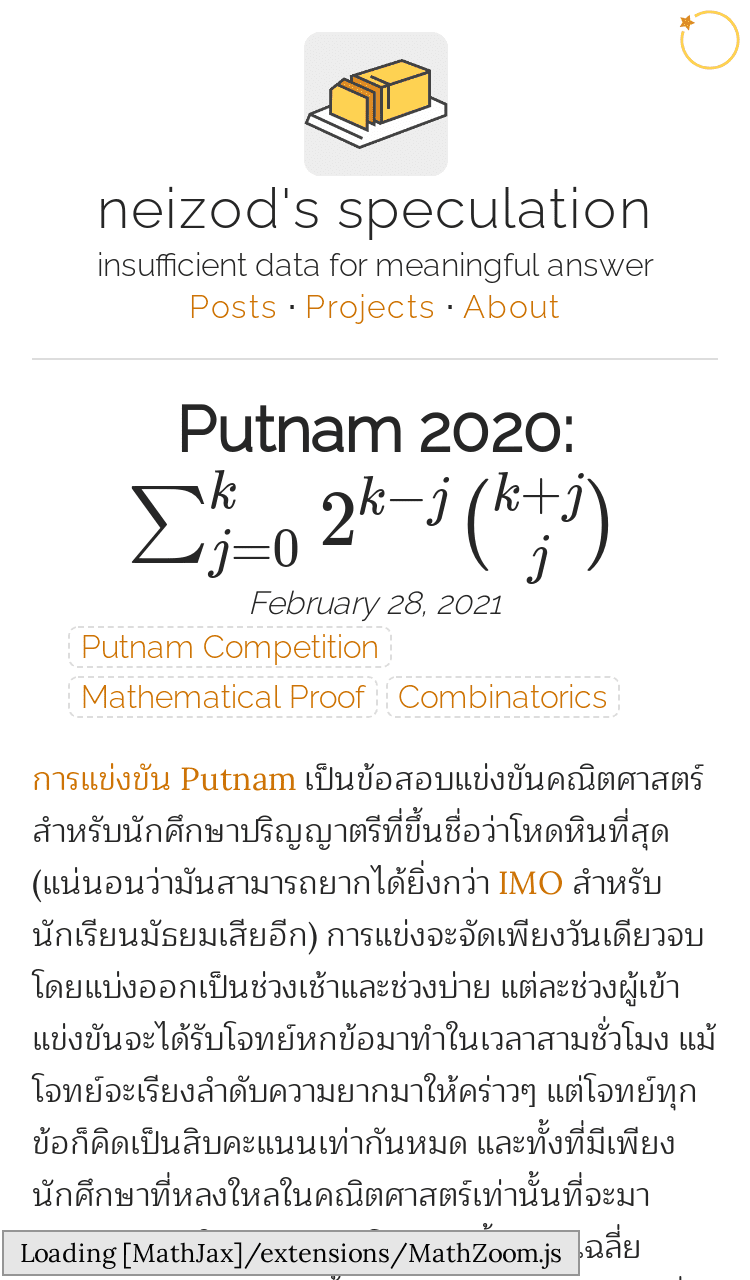 neizod's speculation
insufficient data for meaningful answer
Posts · Projects · About
Putnam 2020:
∑_{j=0}^{k} 2^{k−j} \binom{k+j}{j}
February 28, 2021
Putnam Competition
Mathematical Proof Combinatorics
การแข่งขัน Putnam เป็นข้อสอบแข่งขันคณิตศาสตร์
สำหรับนักศึกษาปริญญาตรีที่ขึ้นชื่อว่าโหดหินที่สุด
(แน่นอนว่ามันสามารถยากได้ยิ่งกว่า IMO สำหรับ
นักเรียนมัธยมเสียอีก) การแข่งจะจัดเพียงวันเดียวจบ
โดยแบ่งออกเป็นช่วงเช้าและช่วงบ่าย แต่ละช่วงผู้เข้า
แข่งขันจะได้รับโจทย์หกข้อมาทำในเวลาสามชั่วโมง แม้
โจทย์จะเรียงลำดับความยากมาให้คร่าวๆ แต่โจทย์ทุก
ข้อก็คิดเป็นสิบคะแนนเท่ากันหมด และทั้งที่มีเพียง
นักศึกษาที่หลงใหลในคณิตศาสตร์เท่านั้นที่จะมา
Loading [MathJax]/extensions/MathZoom.js